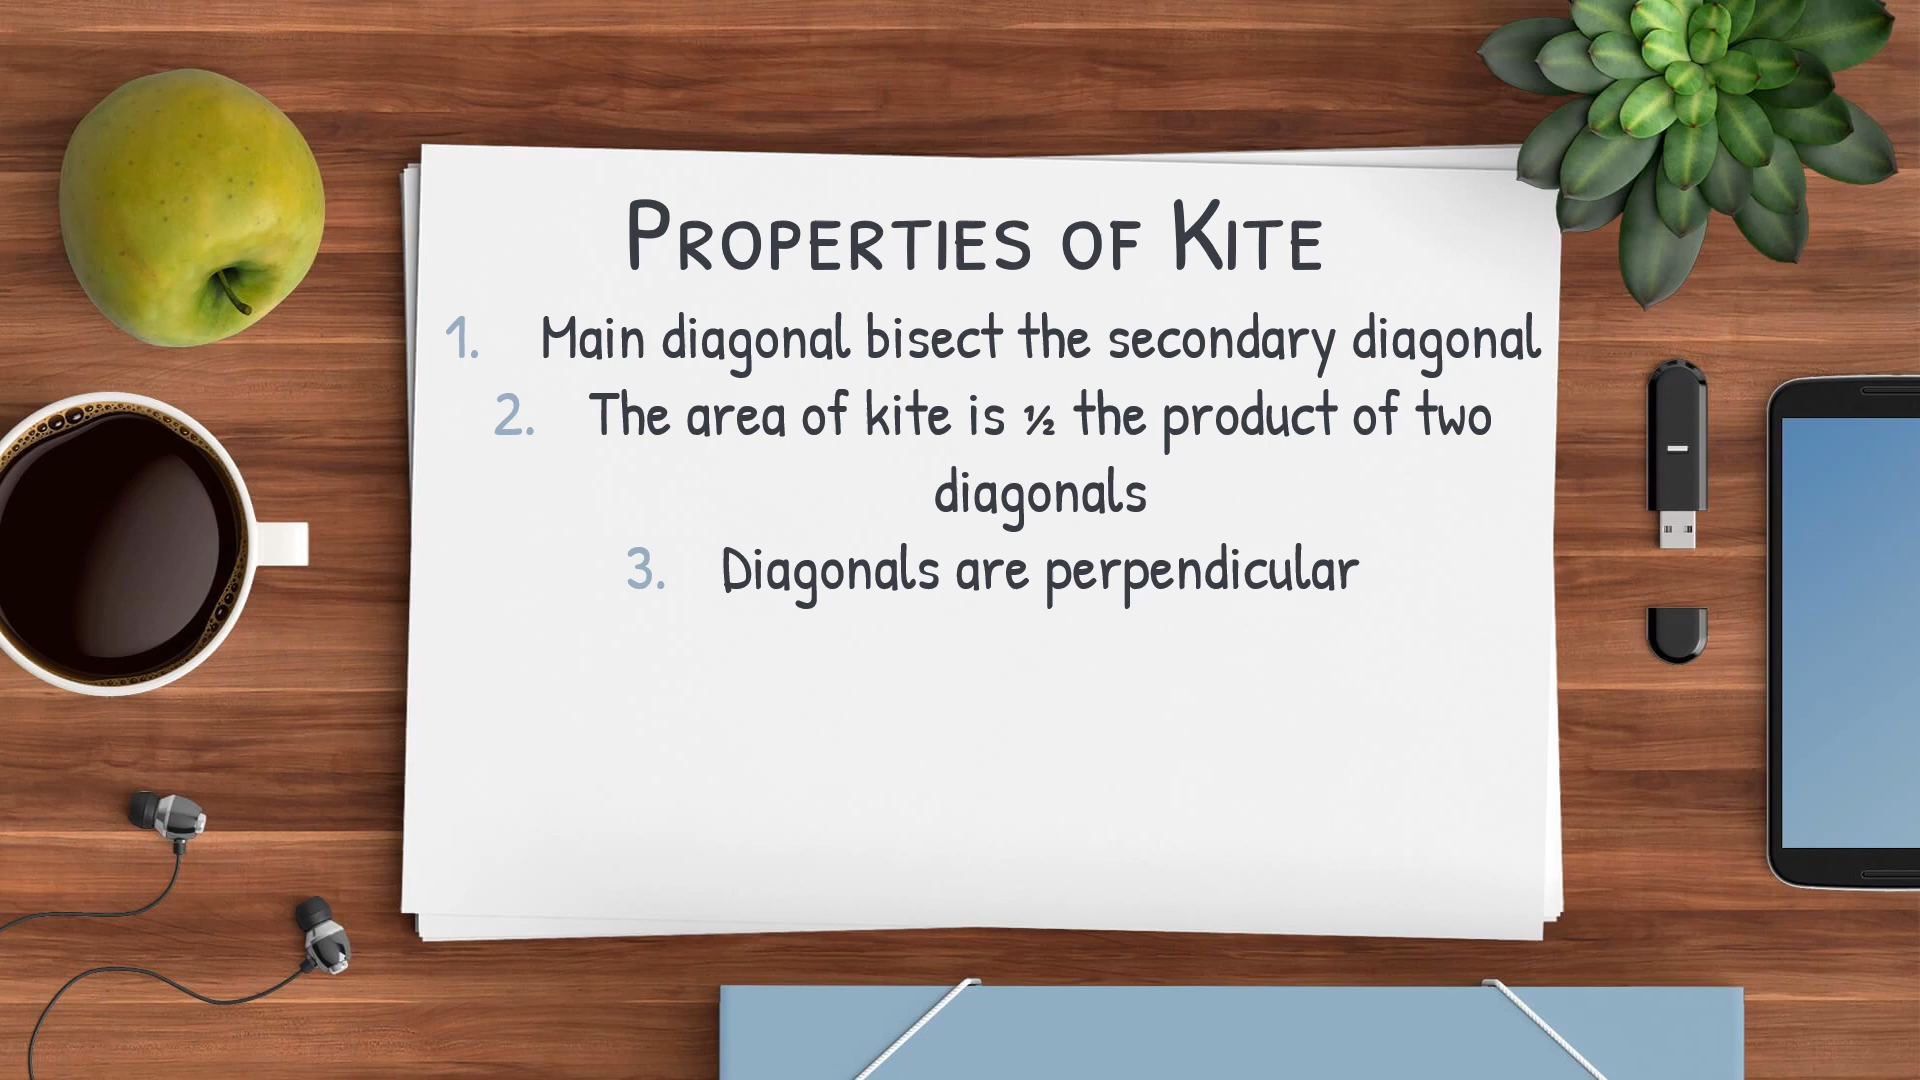 Properties of Kite
1. Main diagonal bisect the secondary diagonal
2. The area of kite is ½ the product of two
diagonals
3. Diagonals are perpendicular